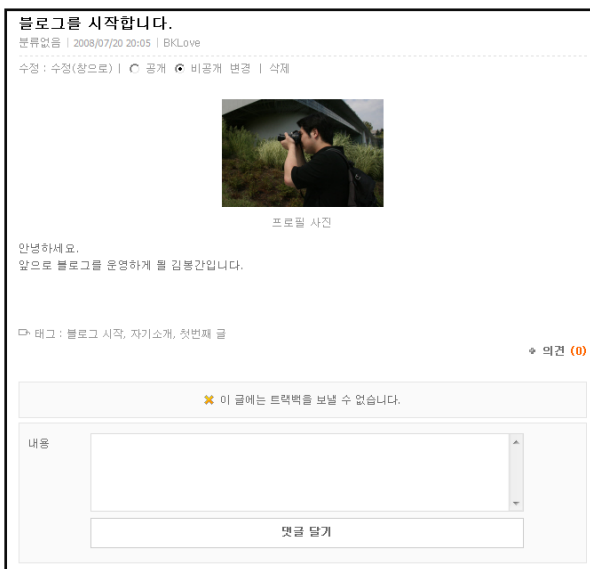 블로그를 시작합니다.
분류없음 | 2008/07/20 20:05 | BKLove
수정 : 수정(창으로) | 공개 비공개 변경 | 삭제
프로필 사진
안녕하세요.
앞으로 블로그를 운영하게 될 김봉간입니다.
태그 : 블로그 시작, 자기소개, 첫번째 글
의견 (0)
이 글에는 트랙백을 보낼 수 없습니다.
내용
댓글 달기